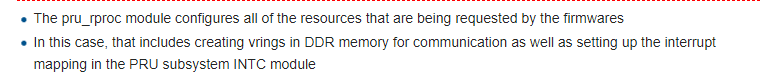 • The pru_rproc module configures all of the resources that are being requested by the firmwares
• In this case, that includes creating vrings in DDR memory for communication as well as setting up the interrupt
mapping in the PRU subsystem INTC module